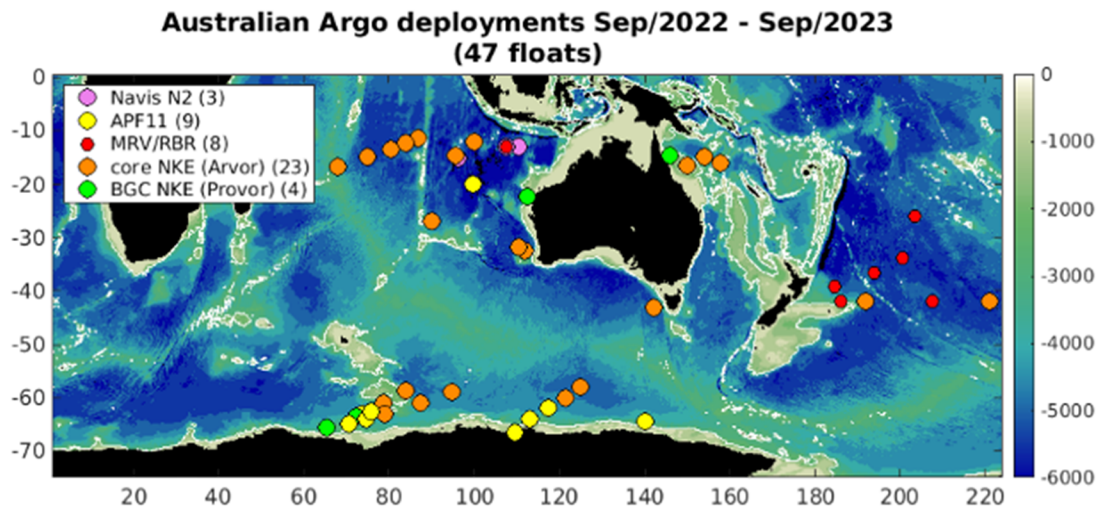 Australian Argo deployments Sep/2022 - Sep/2023
(47 floats)
Navis N2 (3)
APF11 (9)
MRV/RBR (8)
core NKE (Arvor) (23)
BGC NKE (Provor) (4)
0
-10
-20
-30
-40
-50
-60
-70
20 40 60 80 100 120 140 160 180 200 220
0
-1000
-2000
-3000
-4000
-5000
-6000